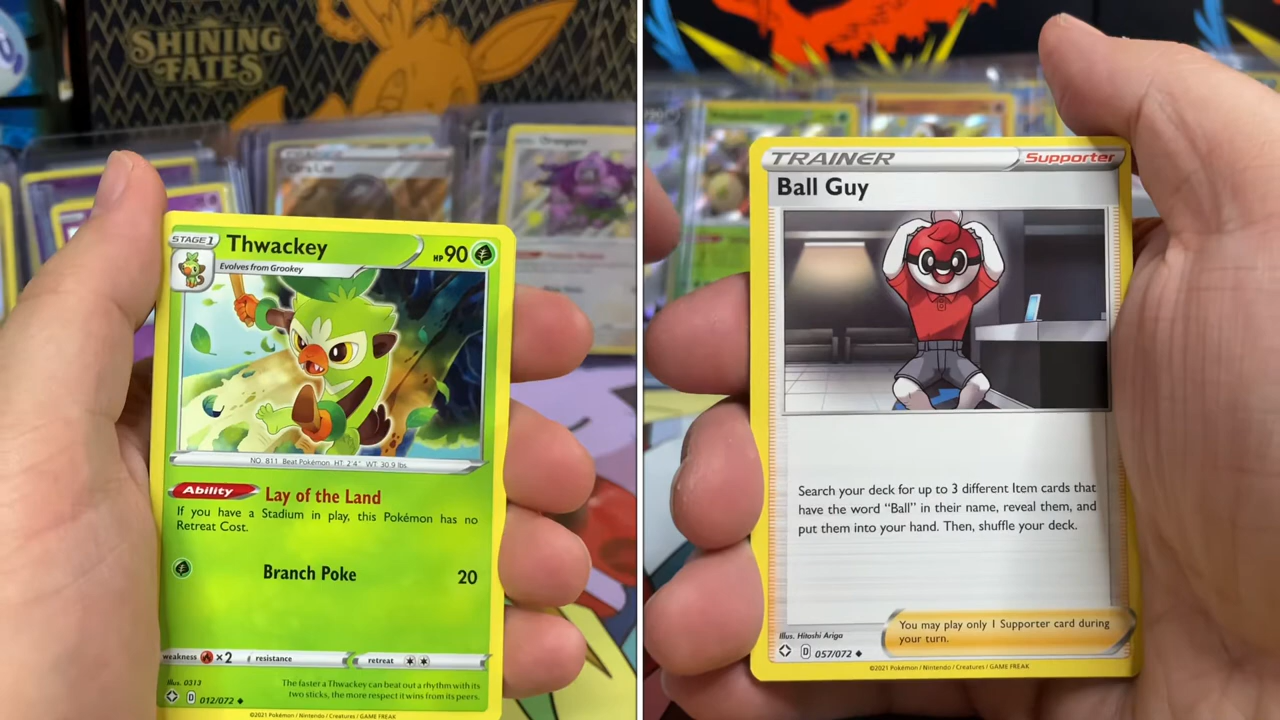 SHINING
FATES
STAGE 1
Thwackey
HP 90
Evolves from Grookey
NO. 811 Beat Pokémon HT: 2'4" WT: 30.9 lbs.
Ability Lay of the Land
If you have a Stadium in play, this Pokémon has no
Retreat Cost.
Branch Poke 20
weakness ×2 resistance retreat
Illus. 0313
The faster a Thwackey can beat out a rhythm with its
two sticks, the more respect it wins from its peers.
D 012/072
©2021 Pokémon / Nintendo / Creatures / GAME FREAK
TRAINER Supporter
Ball Guy
Search your deck for up to 3 different Item cards that
have the word “Ball” in their name, reveal them, and
put them into your hand. Then, shuffle your deck.
You may play only 1 Supporter card during
your turn.
Illus. Hitoshi Ariga
D 057/072
©2021 Pokémon / Nintendo / Creatures / GAME FREAK